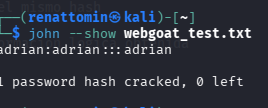 ┌──(renattomin㉿kali)-[~]
└─$ john --show webgoat_test.txt
adrian:adrian:::adrian
1 password hash cracked, 0 left